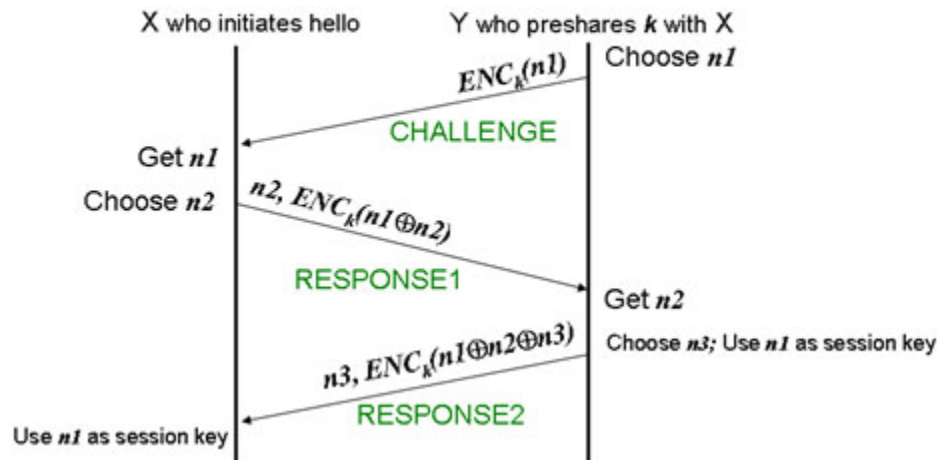 X who initiates hello
Y who preshares k with X
Choose n1
ENCk(n1)
CHALLENGE
Get n1
Choose n2
n2, ENCk(n1⊕n2)
RESPONSE1
Get n2
Choose n3; Use n1 as session key
n3, ENCk(n1⊕n2⊕n3)
RESPONSE2
Use n1 as session key